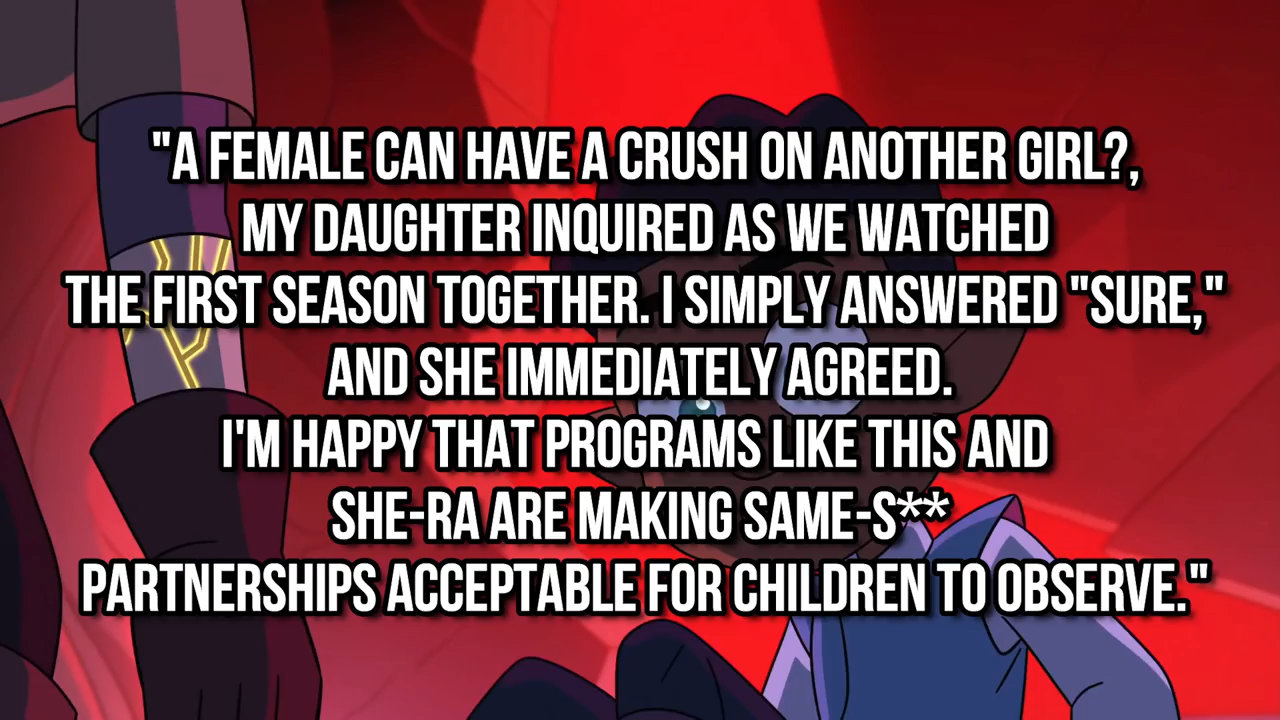 "A FEMALE CAN HAVE A CRUSH ON ANOTHER GIRL?,
MY DAUGHTER INQUIRED AS WE WATCHED
THE FIRST SEASON TOGETHER. I SIMPLY ANSWERED "SURE,"
AND SHE IMMEDIATELY AGREED.
I'M HAPPY THAT PROGRAMS LIKE THIS AND
SHE-RA ARE MAKING SAME-S**
PARTNERSHIPS ACCEPTABLE FOR CHILDREN TO OBSERVE."